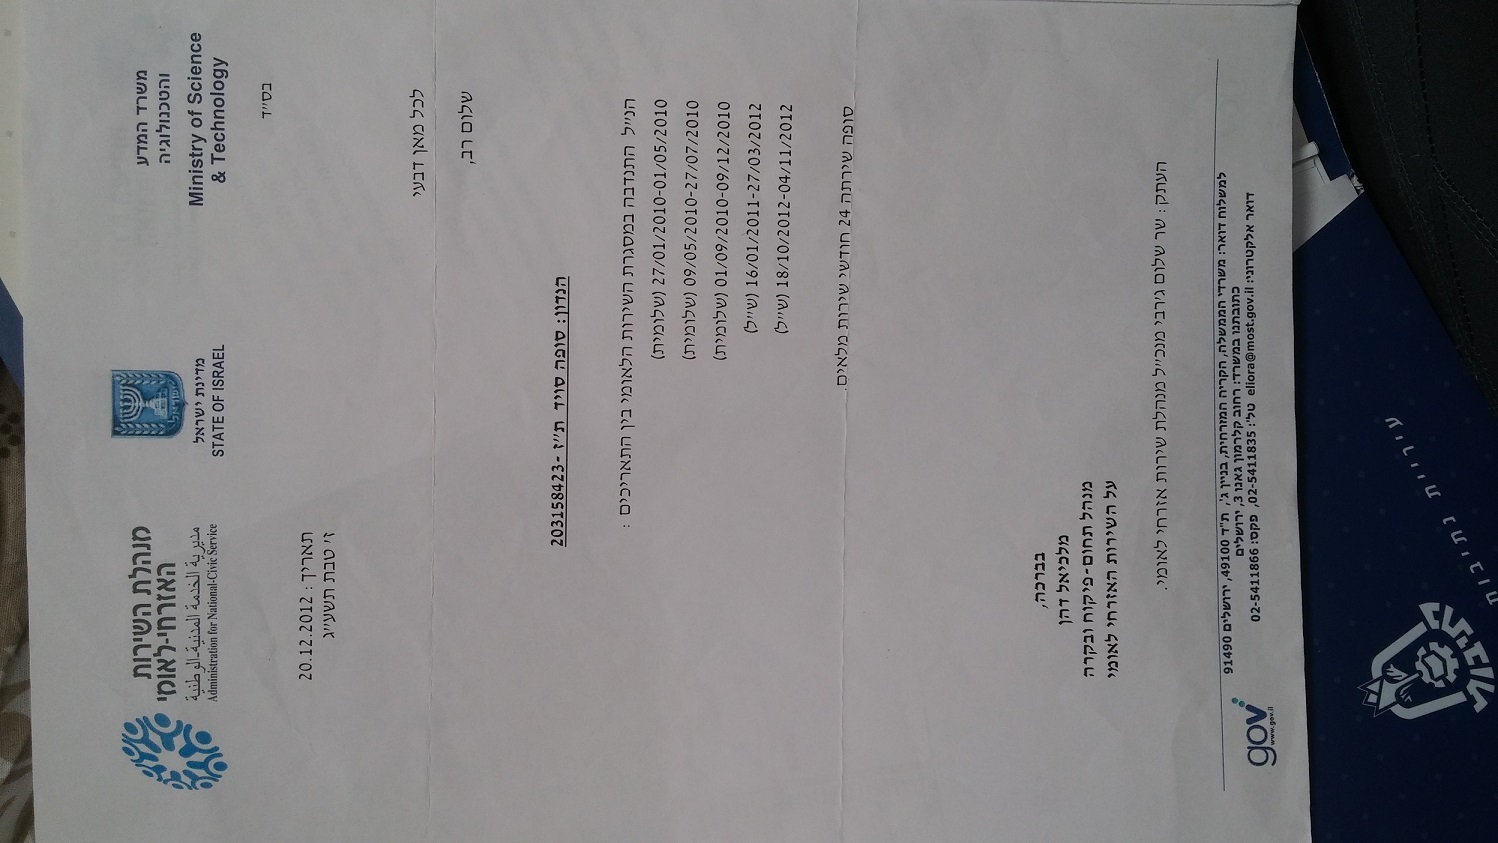 משרד המדע
והטכנולוגיה
Ministry of Science
& Technology
מדינת ישראל
STATE OF ISRAEL
מנהלת השירות
האזרחי-לאומי
مديرية الخدمة المدنية-الوطنية
Administration for National-Civic Service
בס״ד
תאריך: 20.12.2012
ז׳ טבת תשע״ג
לכל מאן דבעי
שלום רב,
הנדון: סופה סויד ת״ז -203158423
הנ״ל התנדבה במסגרת השירות הלאומי בין התאריכים :
27/01/2010-01/05/2010 (שלומית)
09/05/2010-27/07/2010 (שלומית)
01/09/2010-09/12/2010 (שלומית)
16/01/2011-27/03/2012 (ש״ל)
18/10/2012-04/11/2012 (ש״ל)
סופה שירתה 24 חודשי שירות מלאים.
בברכה,
מלכיאל דהן
מנהל תחום-פיקוח ובקרה
על השירות האזרחי לאומי
העתק: שר שלום ג׳רבי מנכ״ל מנהלת שירות אזרחי לאומי.
למשלוח דואר: משרדי הממשלה, הקריה המזרחית, בניין ג׳, ת"ד 49100, ירושלים 91490
כתובתנו במשרד: רחוב קלרמון גאנו 3, ירושלים
דואר אלקטרוני: eliora@most.gov.il טל׳: 02-5411835, פקס: 02-5411866
gov
www.gov.il
עיריית נתיבות